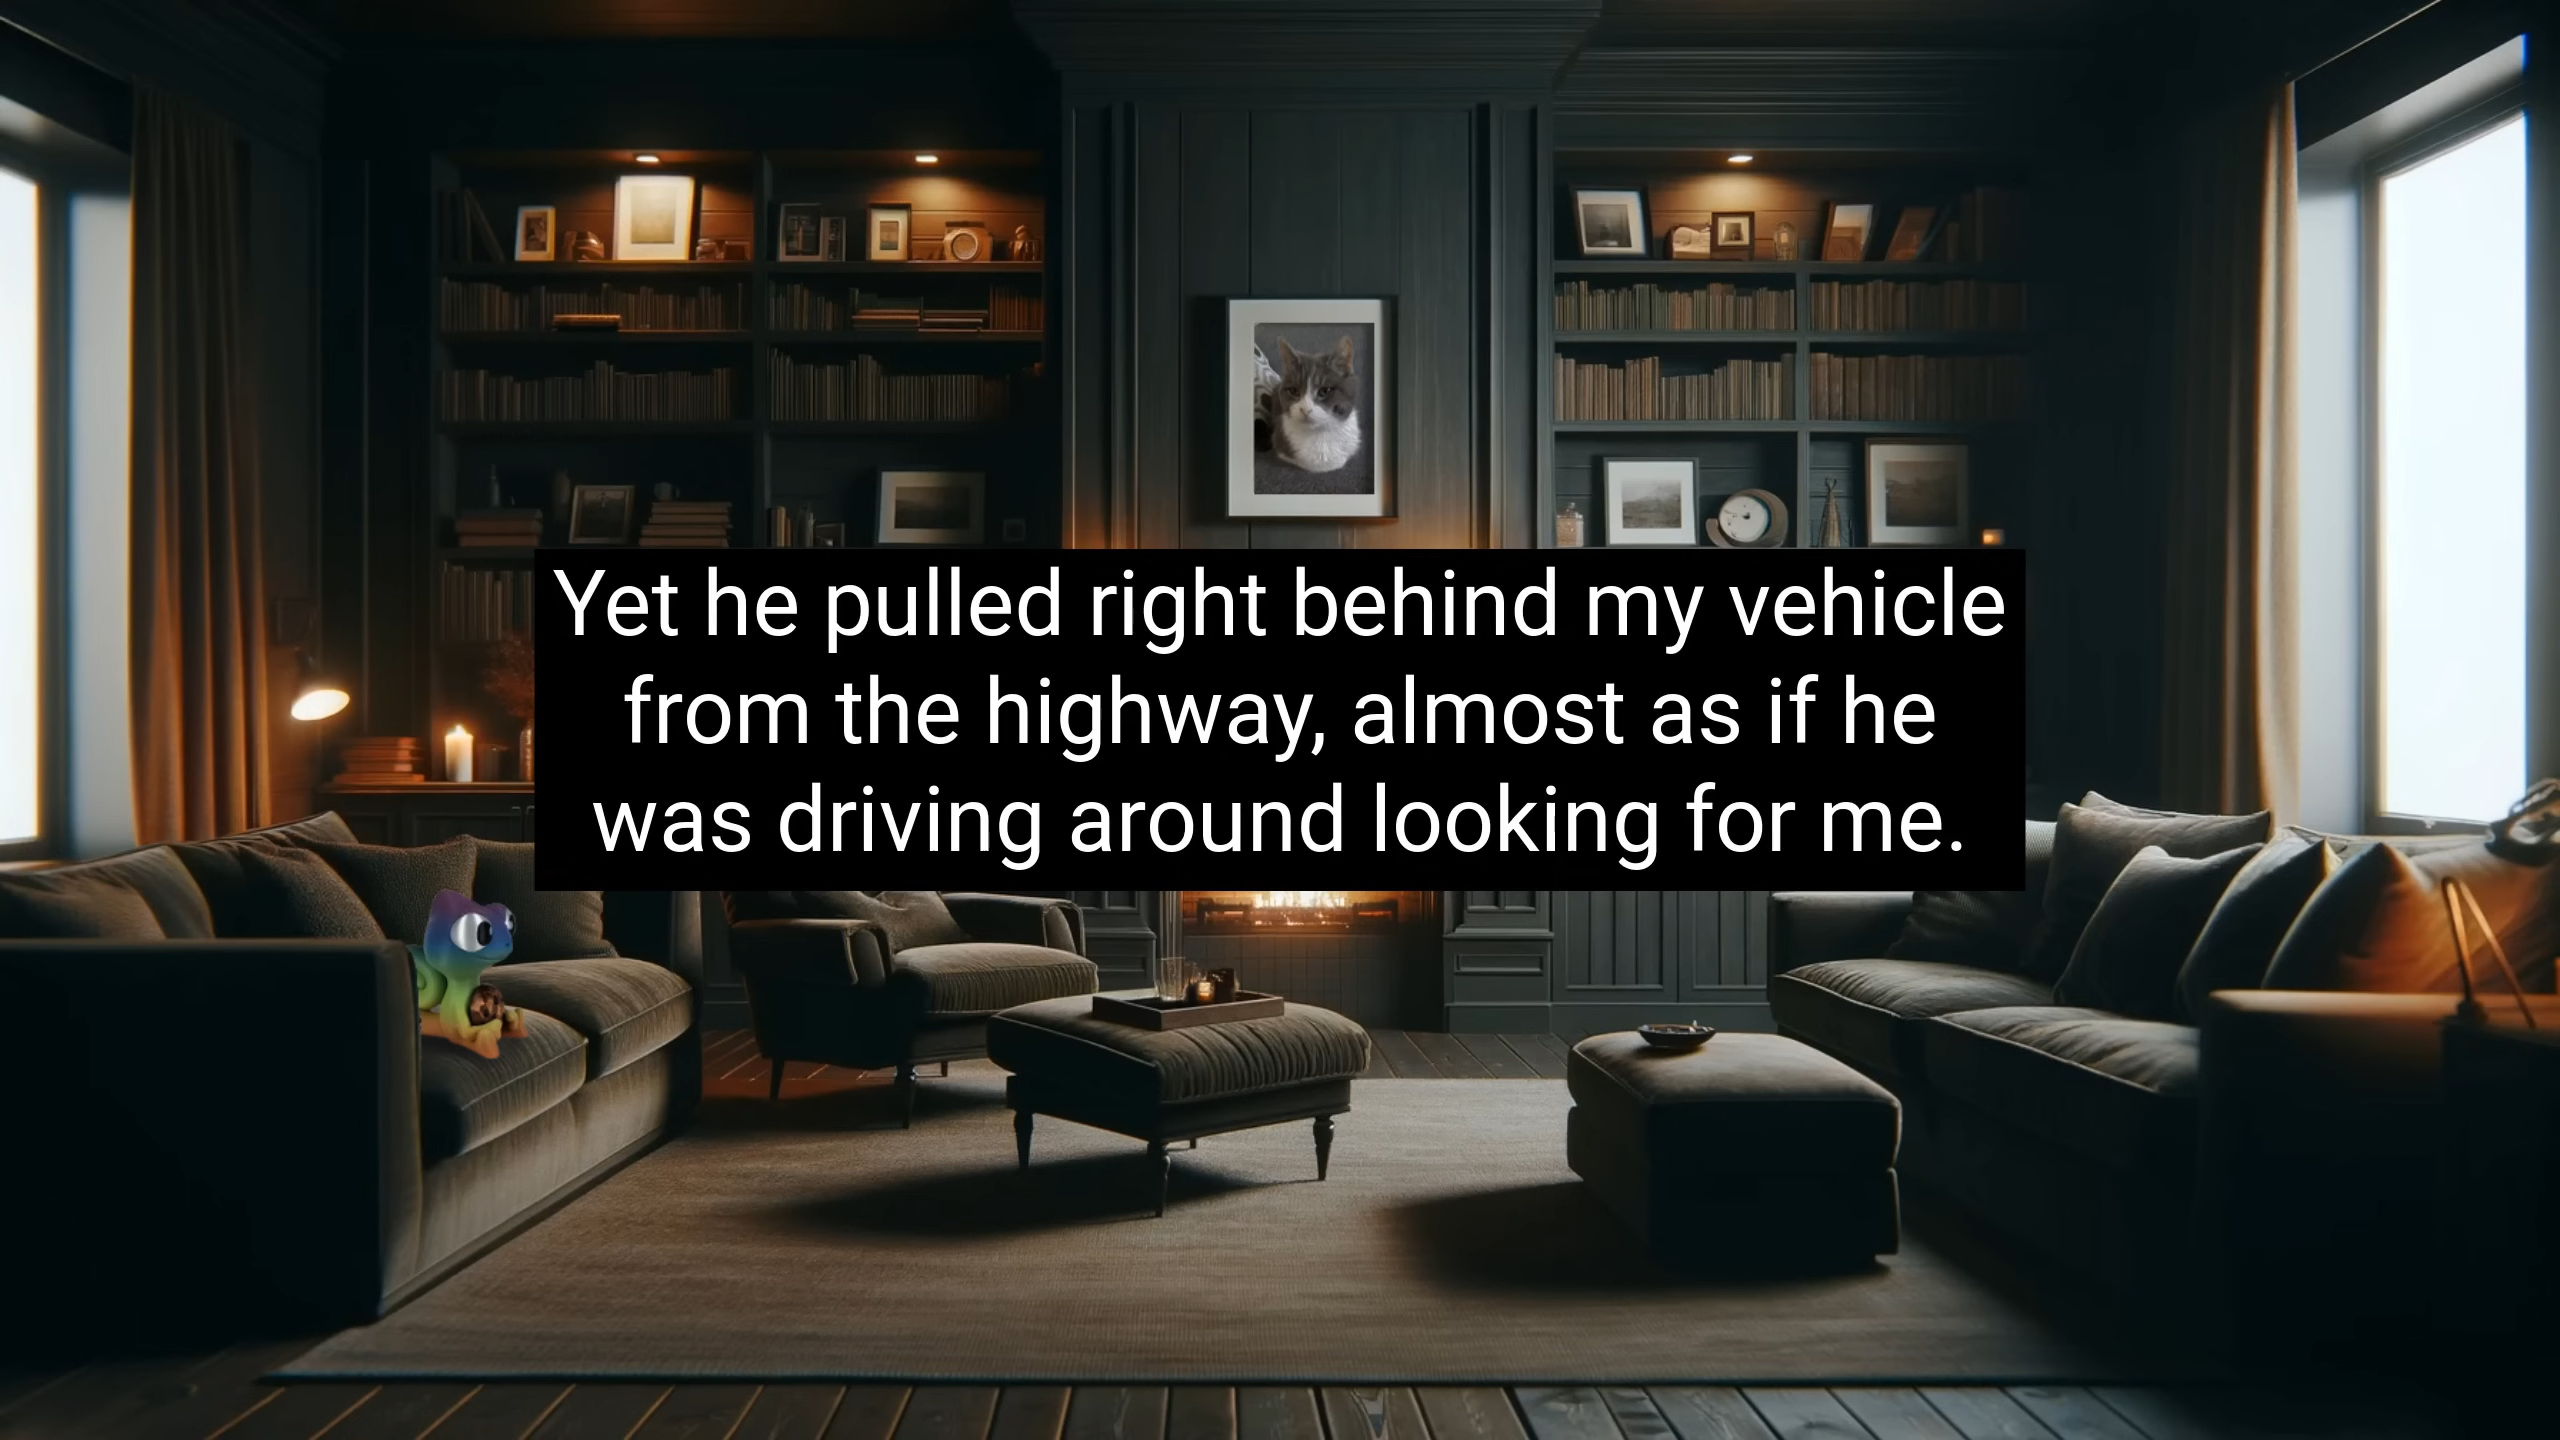 Yet he pulled right behind my vehicle
from the highway, almost as if he
was driving around looking for me.